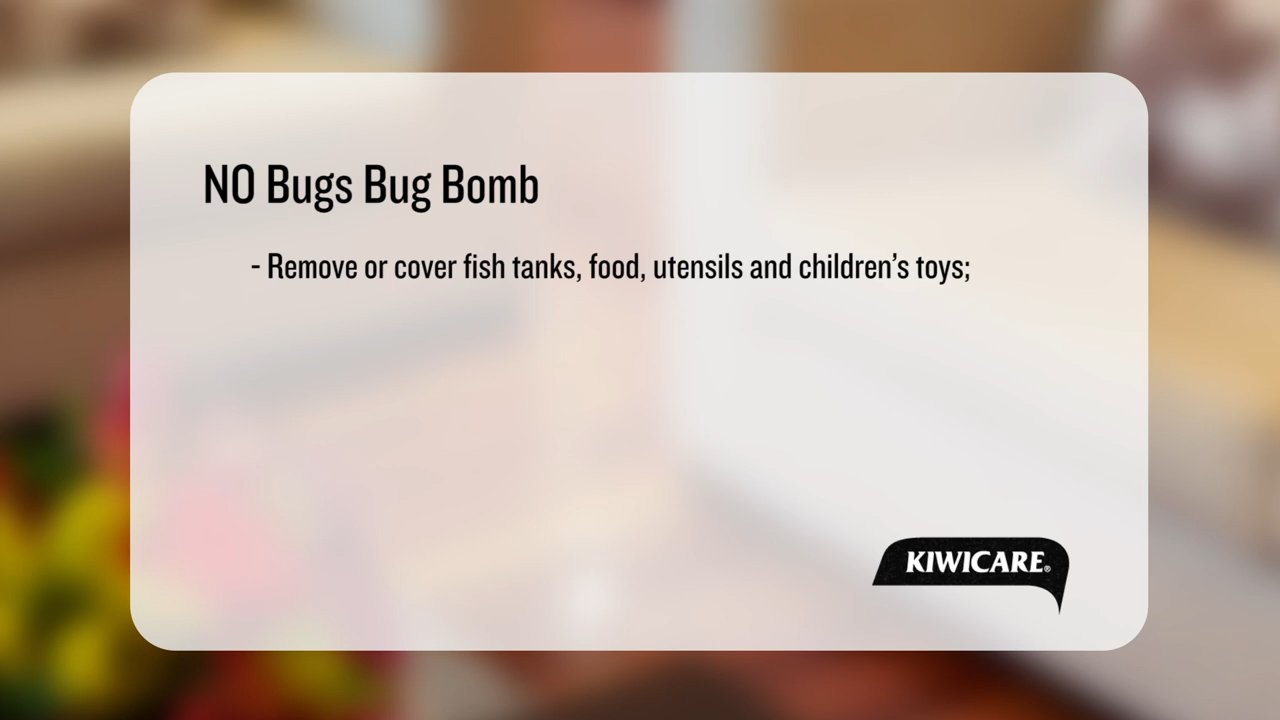 NO Bugs Bug Bomb
- Remove or cover fish tanks, food, utensils and children’s toys;
KIWICARE®